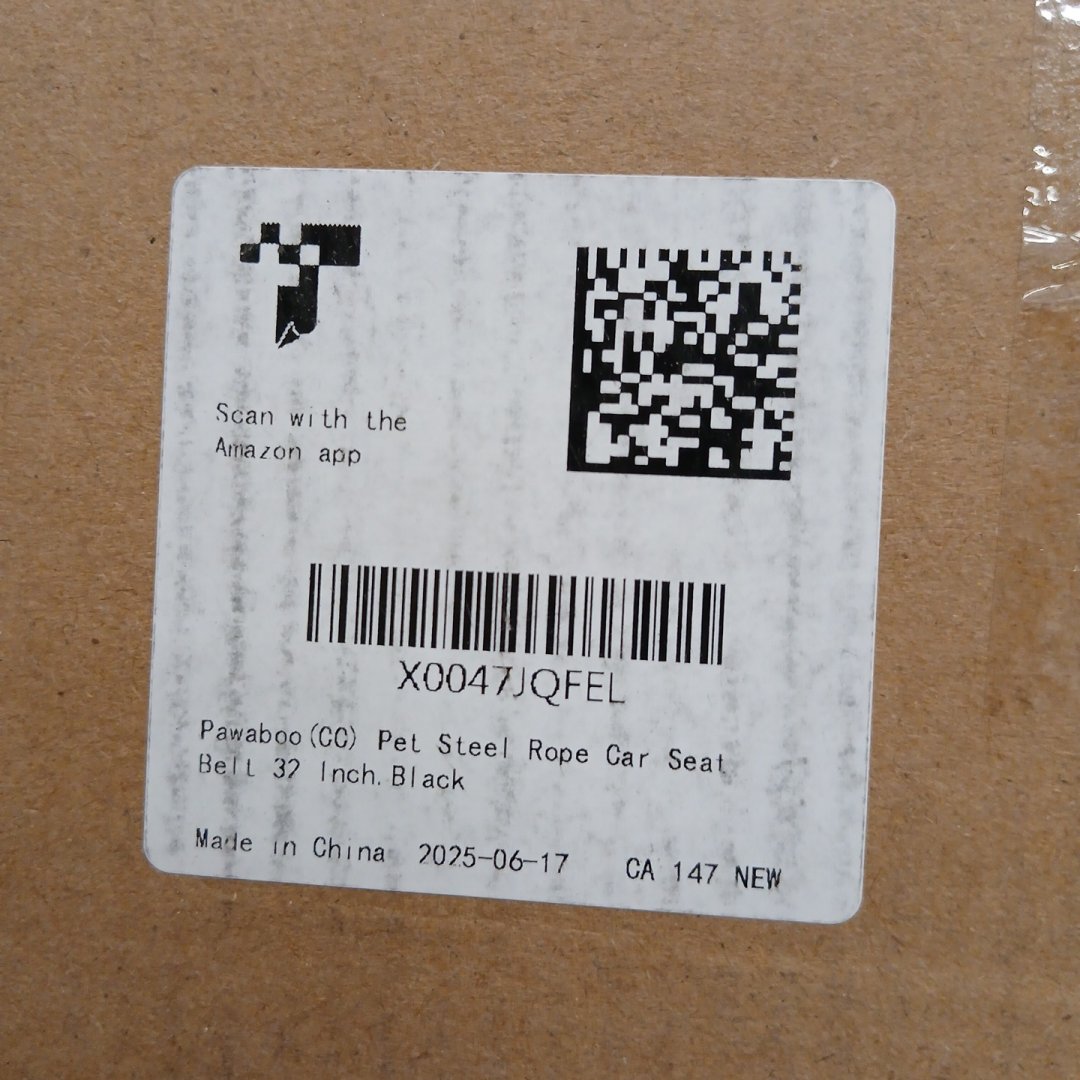 Scan with the
Amazon app
X0047JQFEL
Pawaboo(CC) Pet Steel Rope Car Seat
Belt 32 Inch.Black
Made in China 2025-06-17 CA 147 NEW